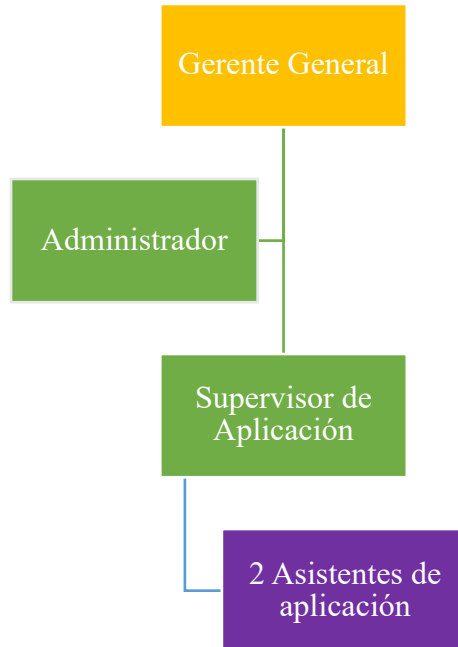 Gerente General
Administrador
Supervisor de
Aplicación
2 Asistentes de
aplicación